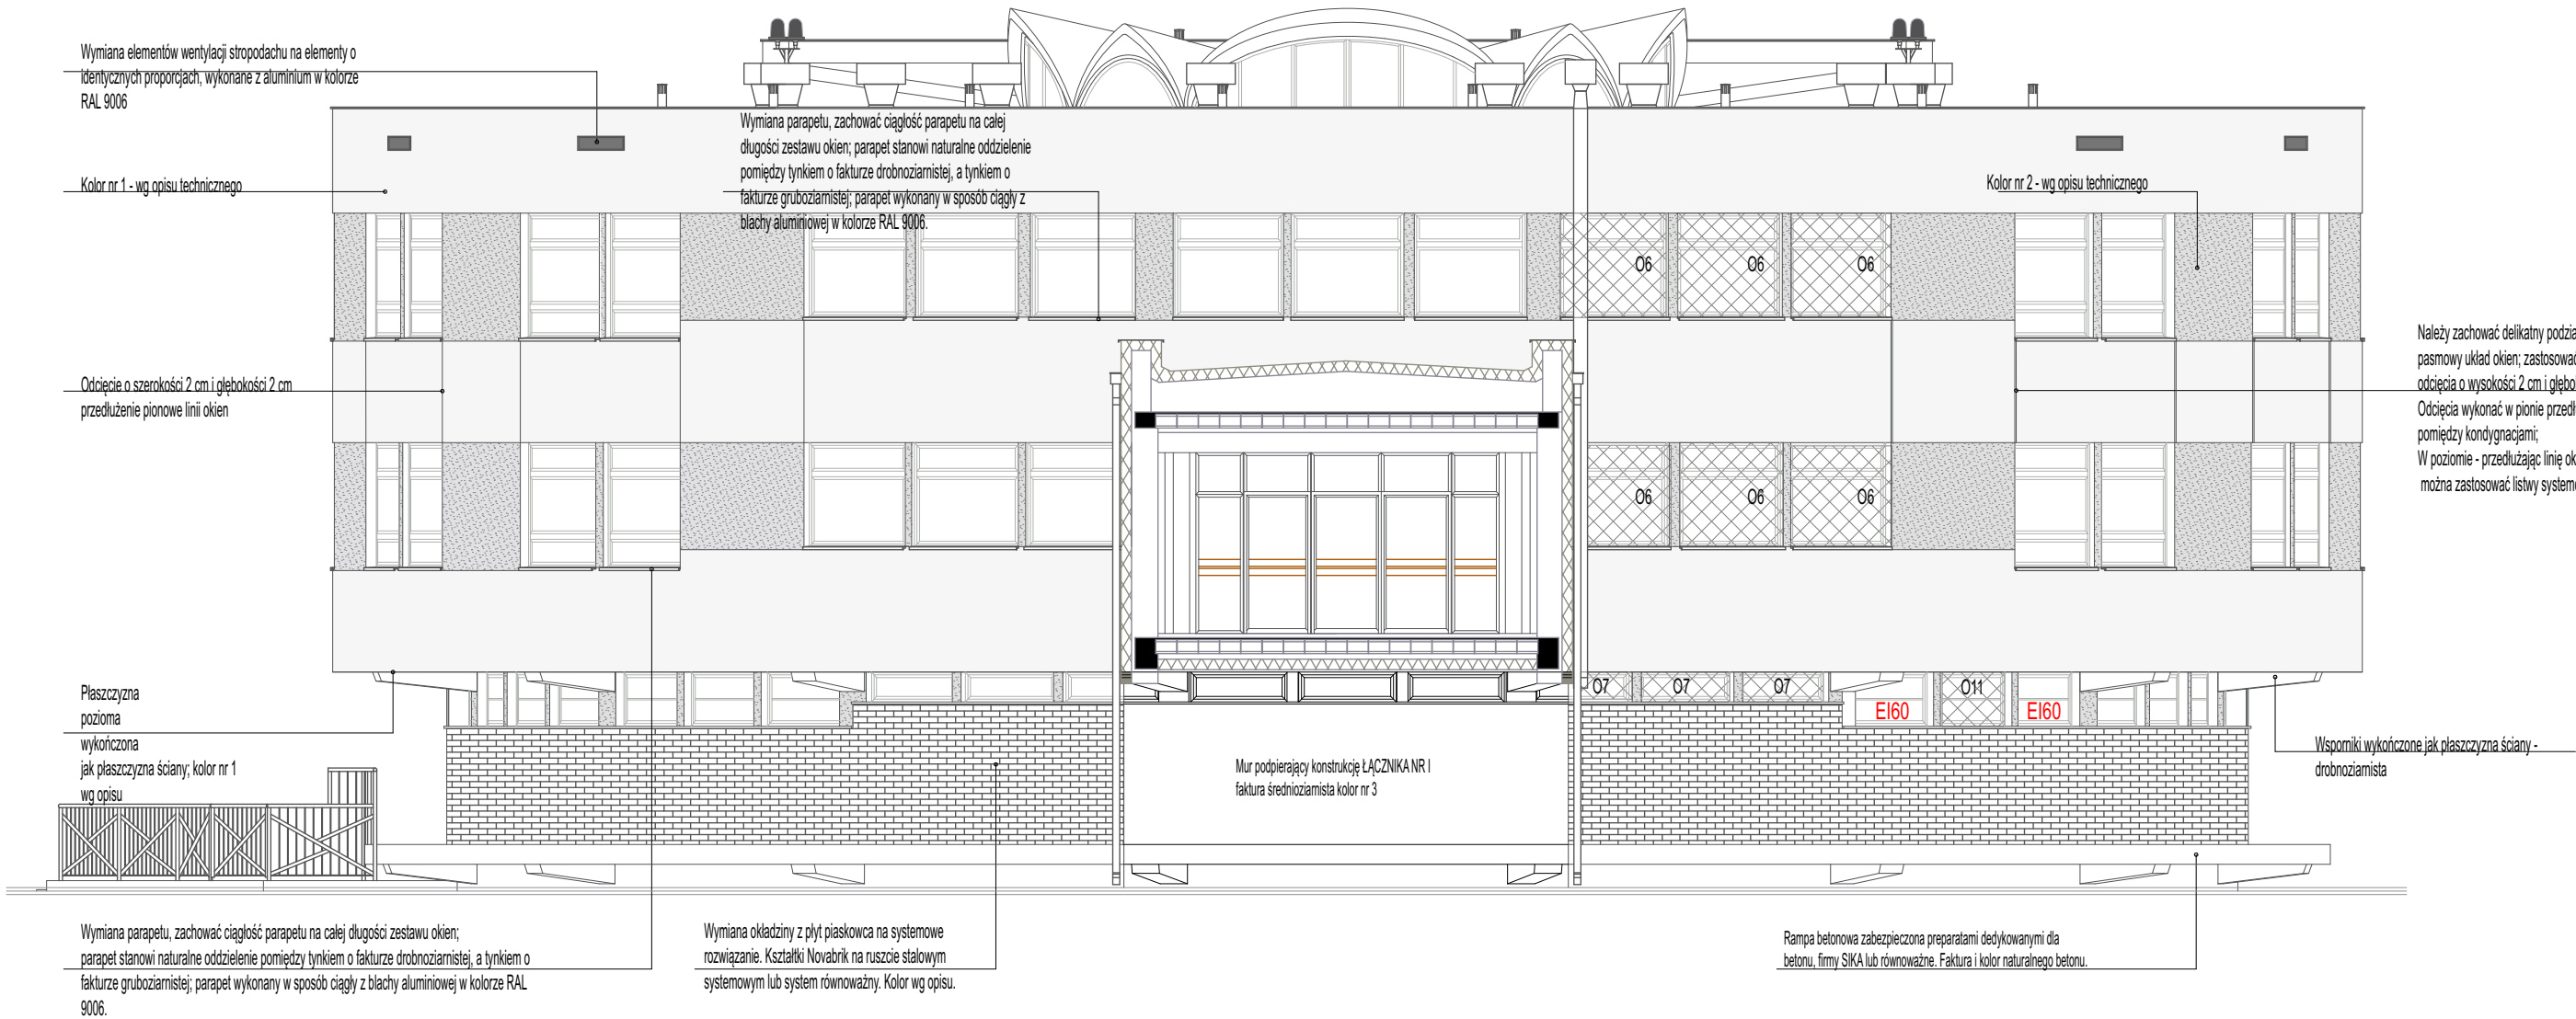 Wymiana elementów wentylacji stropodachu na elementy o
identycznych proporcjach, wykonane z aluminium w kolorze
RAL 9006
Kolor nr 1 - wg opisu technicznego
Wymiana parapetu, zachować ciągłość parapetu na całej
długości zestawu okien; parapet stanowi naturalne oddzielenie
pomiędzy tynkiem o fakturze drobnoziarnistej, a tynkiem o
fakturze gruboziarnistej; parapet wykonany w sposób ciągły z
blachy aluminiowej w kolorze RAL 9006.
Kolor nr 2 - wg opisu technicznego
O6
O6
O6
Odcięcie o szerokości 2 cm i głębokości 2 cm
przedłużenie pionowe linii okien
Należy zachować delikatny
pasmowy układ okien;
odcięcia o wysokości 2 cm i
Odcięcia wykonać w pionie
pomiędzy kondygnacjami;
W poziomie - przedłużając linię
można zastosować listwy
O6
O6
O6
Płaszczyzna
pozioma
wykończona
jak płaszczyzna ściany; kolor nr 1
wg opisu
O7
O7
O7
O11
EI60
EI60
Wsporniki wykończone jak płaszczyzna ściany -
drobnoziarnista
Mur podpierający konstrukcję ŁĄCZNIKA NR I
faktura średnioziarnista kolor nr 3
Wymiana parapetu, zachować ciągłość parapetu na całej długości zestawu okien;
parapet stanowi naturalne oddzielenie pomiędzy tynkiem o fakturze drobnoziarnistej, a tynkiem o
fakturze gruboziarnistej; parapet wykonany w sposób ciągły z blachy aluminiowej w kolorze RAL
9006.
Wymiana okładziny z płyt piaskowca na systemowe
rozwiązanie. Kształtki Novabrik na ruszcie stalowym
systemowym lub system równoważny. Kolor wg opisu.
Rampa betonowa zabezpieczona preparatami dedykowanymi dla
betonu, firmy SIKA lub równoważne. Faktura i kolor naturalnego betonu.